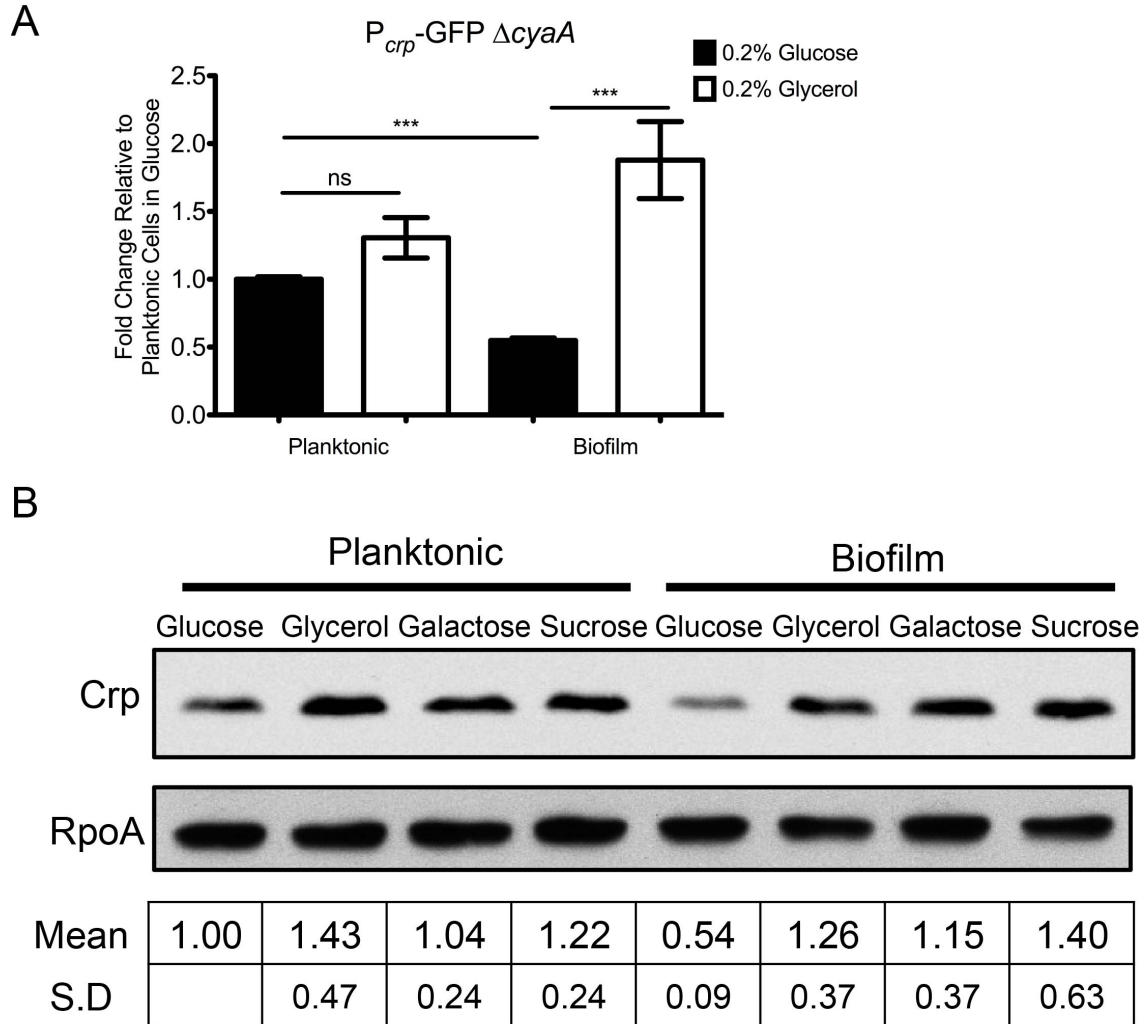 A
Pcrp-GFP ΔcyaA
0.2% Glucose
0.2% Glycerol
Fold Change Relative to
Planktonic Cells in Glucose
2.5
2.0
1.5
1.0
0.5
0.0
***
***
ns
Planktonic Biofilm
B
Planktonic Biofilm
Glucose Glycerol Galactose Sucrose Glucose Glycerol Galactose Sucrose
Crp
RpoA
Mean 1.00 1.43 1.04 1.22 0.54 1.26 1.15 1.40
S.D 0.47 0.24 0.24 0.09 0.37 0.37 0.63